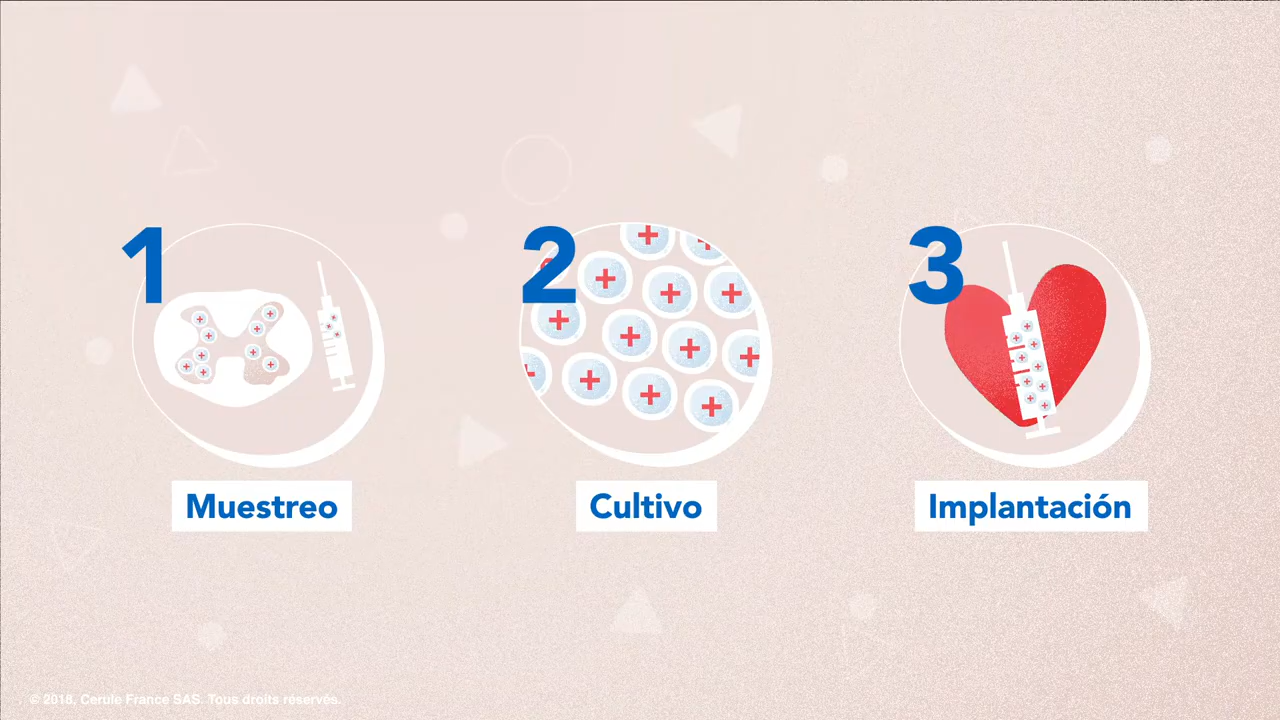 1
2
3
Muestreo
Cultivo
Implantación
© 2018, Cerule France SAS. Tous droits réservés.